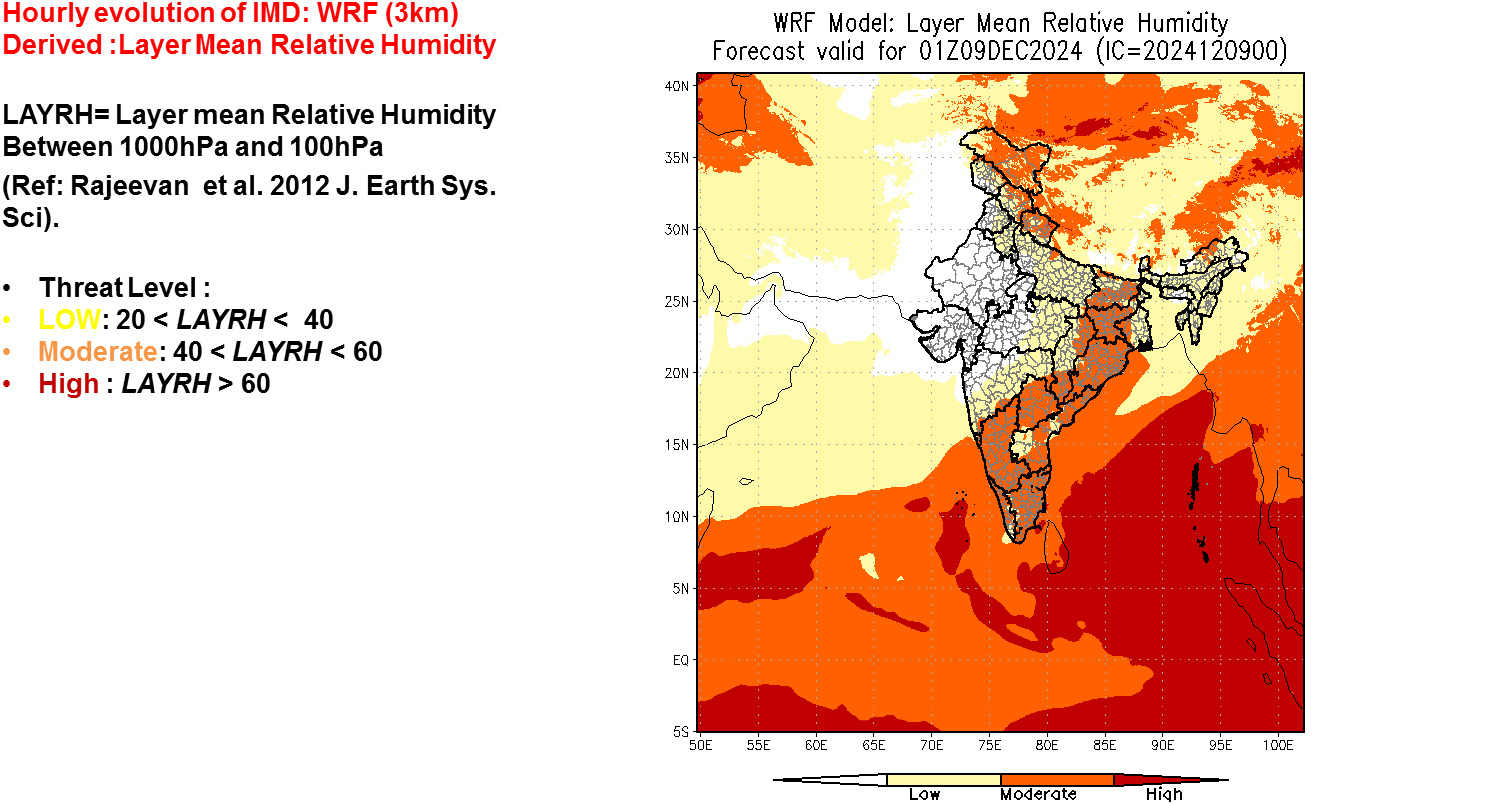 Hourly evolution of IMD: WRF (3km)
Derived :Layer Mean Relative Humidity
LAYRH= Layer mean Relative Humidity
Between 1000hPa and 100hPa
(Ref: Rajeevan et al. 2012 J. Earth Sys.
Sci).
• Threat Level :
• LOW: 20 < LAYRH < 40
• Moderate: 40 < LAYRH < 60
• High : LAYRH > 60
WRF Model: Layer Mean Relative Humidity
Forecast valid for 01Z09DEC2024 (IC=2024120900)
40N
35N
30N
25N
20N
15N
10N
5N
EQ
5S
50E 55E 60E 65E 70E 75E 80E 85E 90E 95E 100E
Low Moderate High